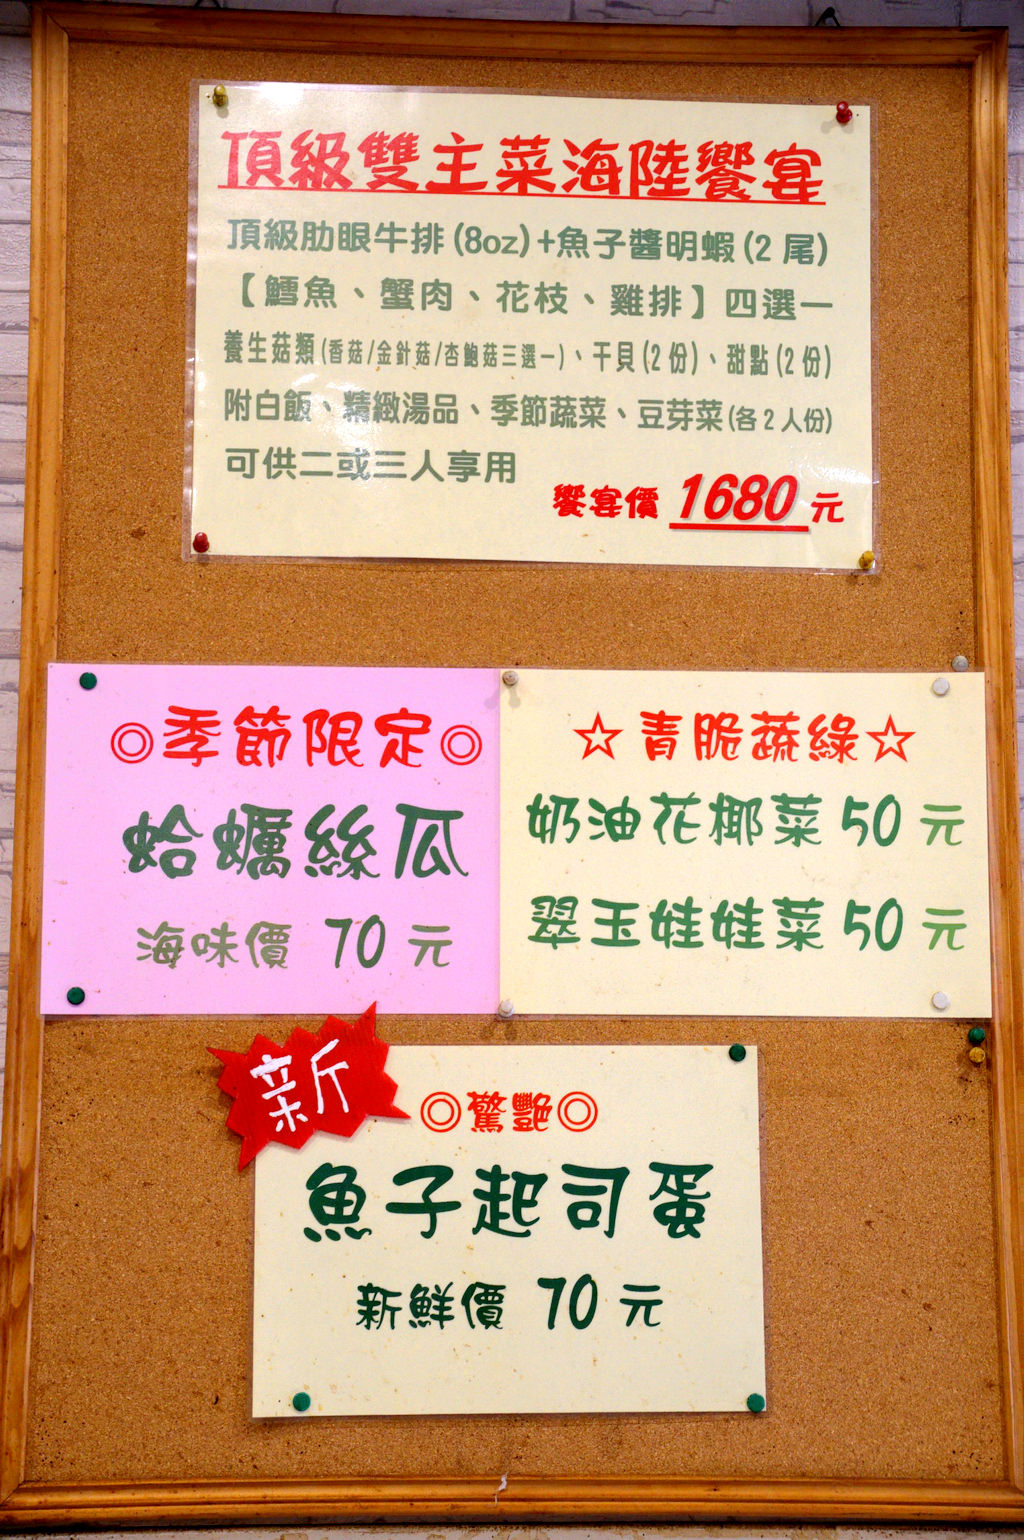 頂級雙主菜海陸饗宴
頂級肋眼牛排(8oz)+魚子醬明蝦(2 尾)
【鱈魚、蟹肉、花枝、雞排】四選一
養生菇類(香菇/金針菇/杏鮑菇三選一)、干貝(2 份)、甜點(2 份)
附白飯、精緻湯品、季節蔬菜、豆芽菜(各 2 人份)
可供二或三人享用
饗宴價 1680 元
◎季節限定◎
蛤蠣絲瓜
海味價 70 元
☆青脆蔬綠☆
奶油花椰菜 50 元
翠玉娃娃菜 50 元
新
◎驚艷◎
魚子起司蛋
新鮮價 70 元